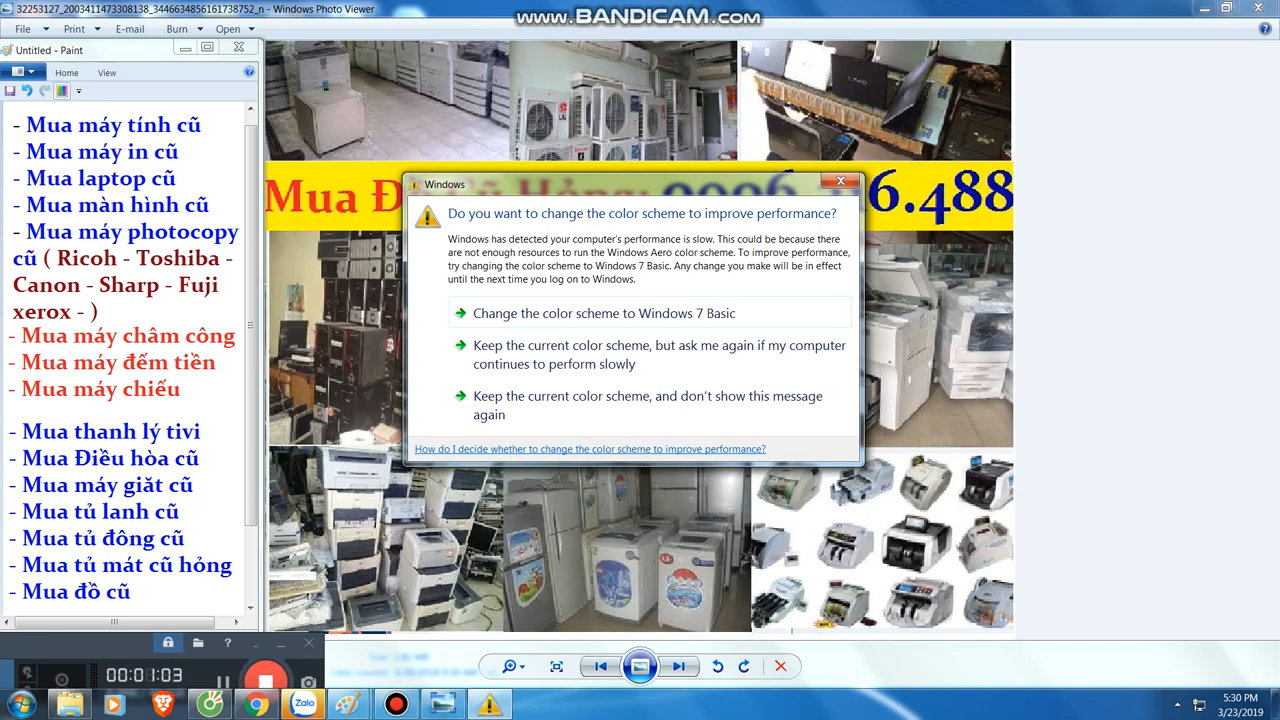 32253127_2003411473308138_3446634856161738752_n - Windows Photo Viewer
www.BANDICAM.com
File Print E-mail Burn Open
Untitled - Paint
Home View
- Mua máy tính cũ
- Mua máy in cũ
- Mua laptop cũ
- Mua màn hình cũ
- Mua máy photocopy
cũ ( Ricoh - Toshiba -
Canon - Sharp - Fuji
xerox - )
- Mua máy châm công
- Mua máy đếm tiền
- Mua máy chiếu
- Mua thanh lý tivi
- Mua Điều hòa cũ
- Mua máy giăt cũ
- Mua tủ lanh cũ
- Mua tủ đông cũ
- Mua tủ mát cũ hỏng
- Mua đồ cũ
Windows
Do you want to change the color scheme to improve performance?
Windows has detected your computer's performance is slow. This could be because there
are not enough resources to run the Windows Aero color scheme. To improve performance,
try changing the color scheme to Windows 7 Basic. Any change you make will be in effect
until the next time you log on to Windows.
Change the color scheme to Windows 7 Basic
Keep the current color scheme, but ask me again if my computer
continues to perform slowly
Keep the current color scheme, and don't show this message
again
How do I decide whether to change the color scheme to improve performance?
Mua
6.488
VAIO
LG
00:01:03
Zalo
5:30 PM
3/23/2019